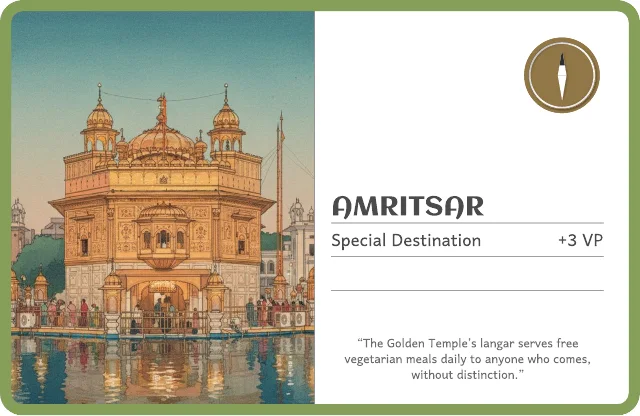 AMRITSAR
Special Destination +3 VP
“The Golden Temple’s langar serves free
vegetarian meals daily to anyone who comes,
without distinction.”